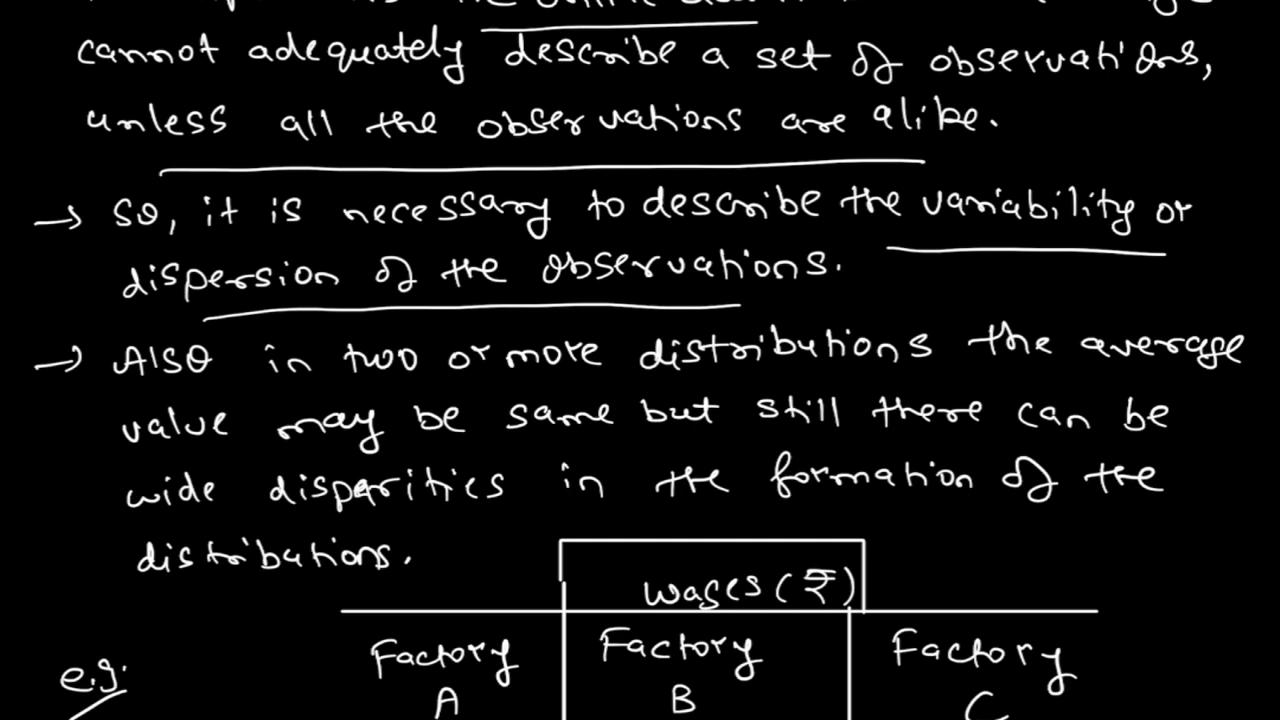 cannot adequately describe a set of observations,
unless all the observations are alike.
→ So, it is necessary to describe the variability or
dispersion of the observations.
→ Also in two or more distributions the average
value may be same but still there can be
wide disparities in the formation of the
distributions.
Wages (₹)
Factory Factory Factory
e.g. A B C